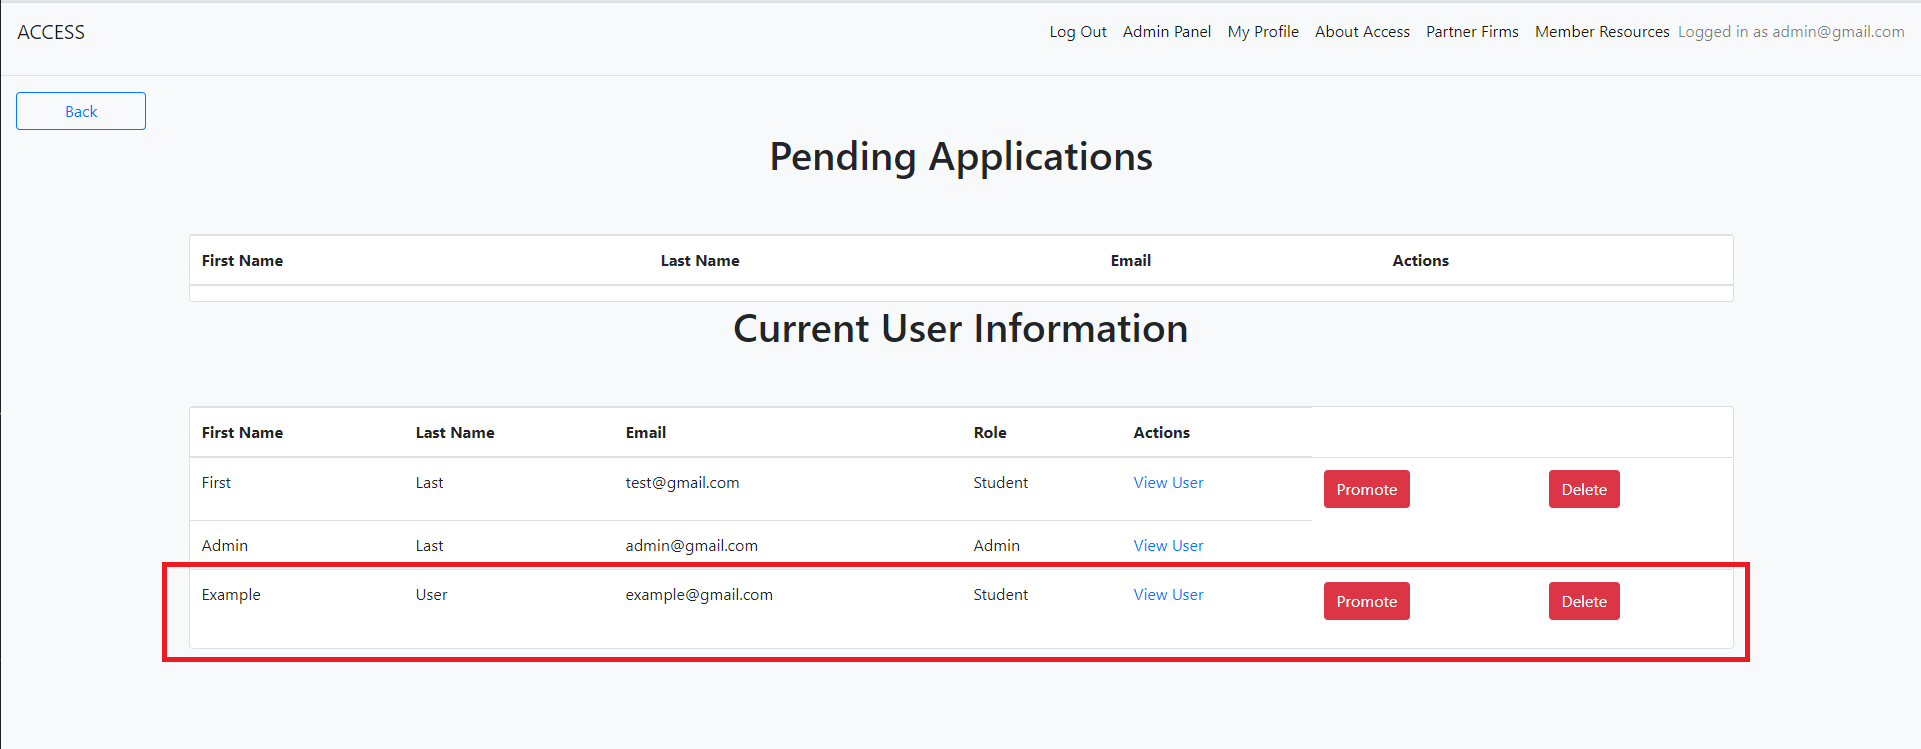 ACCESS Log Out Admin Panel My Profile About Access Partner Firms Member Resources Logged in as admin@gmail.com
Back
Pending Applications
First Name Last Name Email Actions
Current User Information
First Name Last Name Email Role Actions
First Last test@gmail.com Student View User Promote Delete
Admin Last admin@gmail.com Admin View User
Example User example@gmail.com Student View User Promote Delete